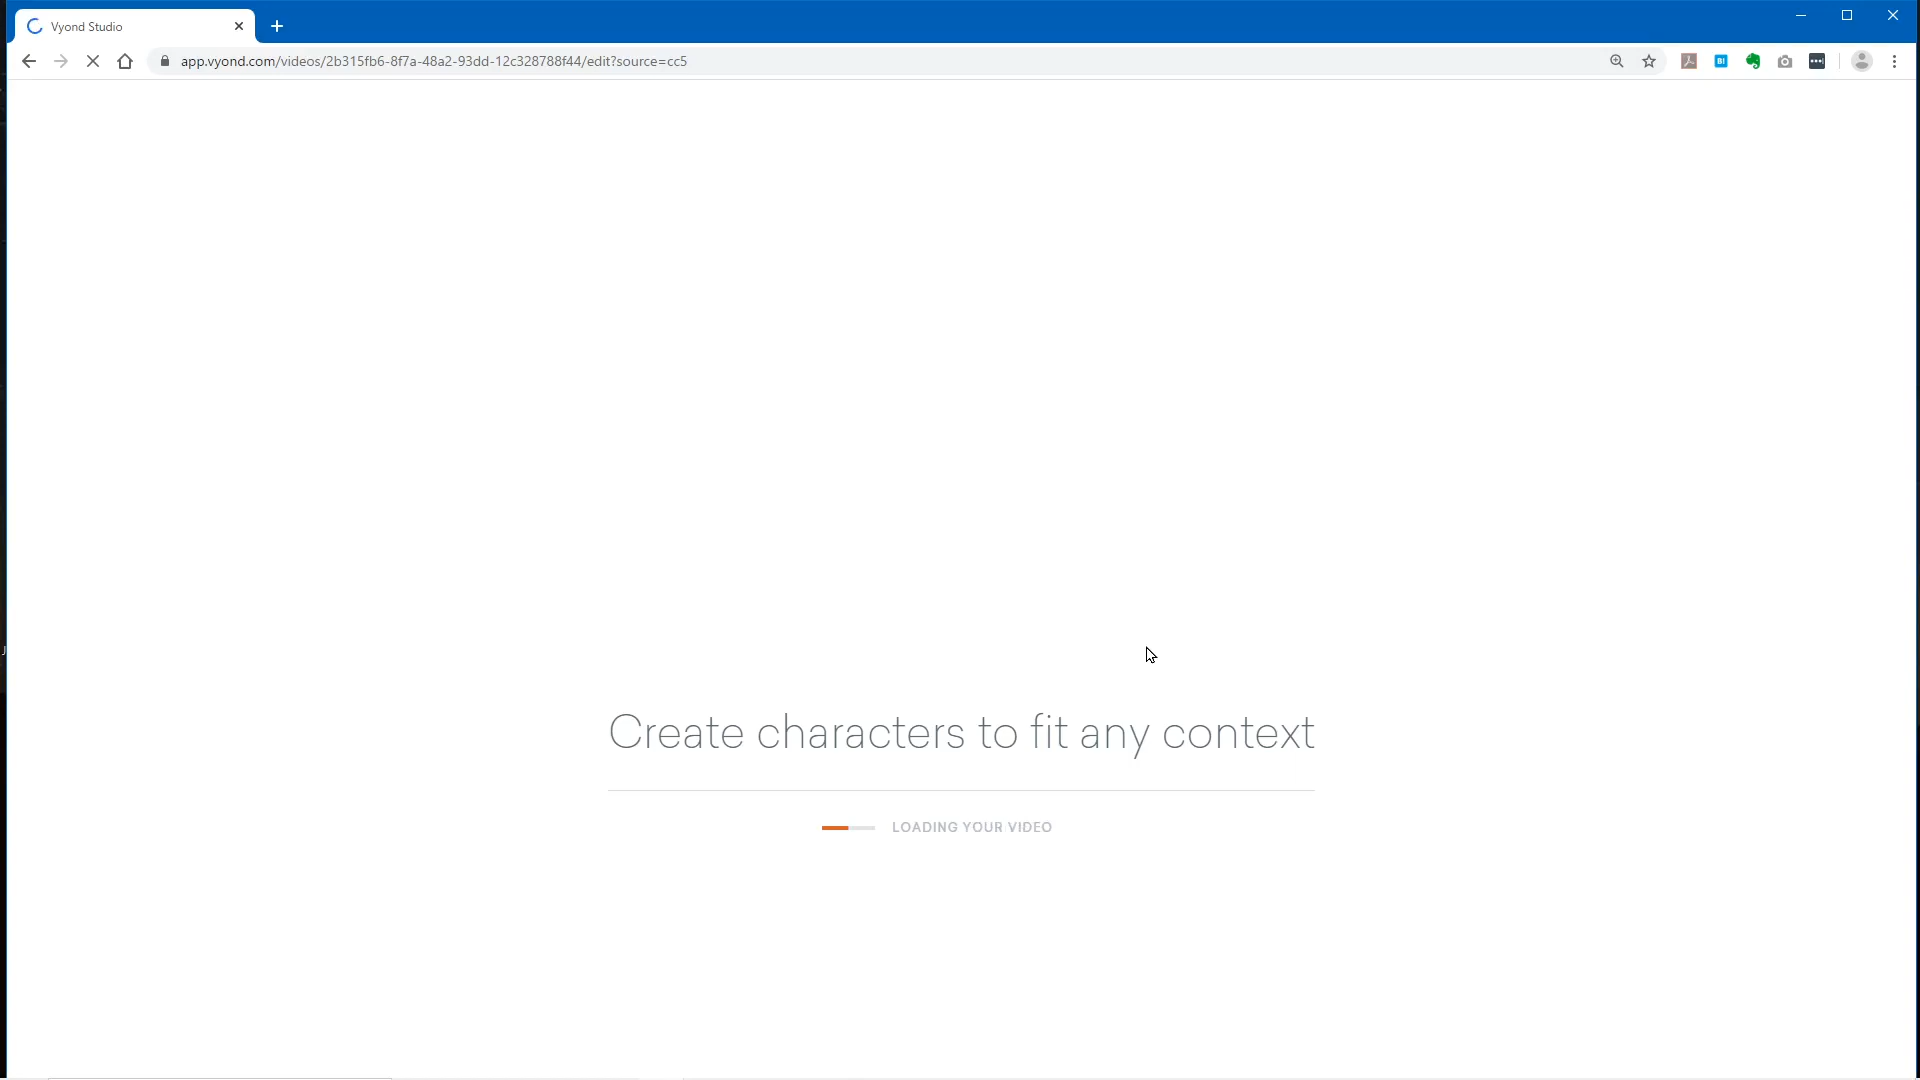 Vyond Studio
app.vyond.com/videos/2b315fb6-8f7a-48a2-93dd-12c328788f44/edit?source=cc5
B!
Create characters to fit any context
LOADING YOUR VIDEO